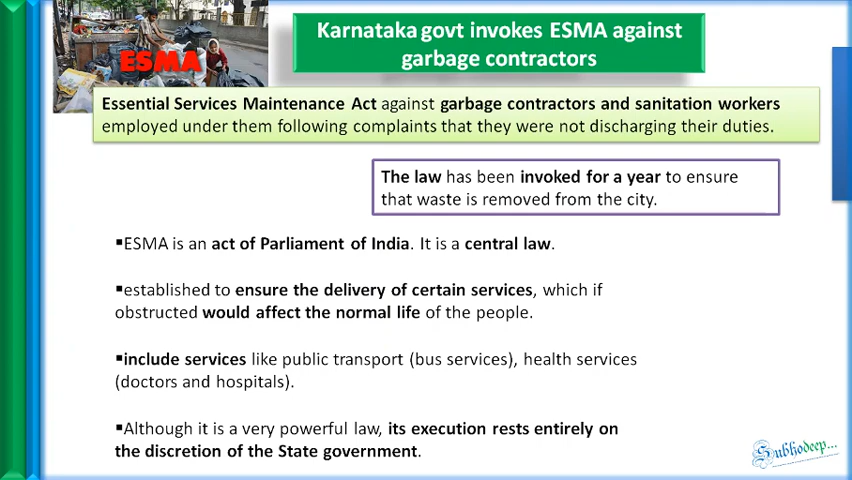 Karnataka govt invokes ESMA against
garbage contractors
ESMA
Essential Services Maintenance Act against garbage contractors and sanitation workers
employed under them following complaints that they were not discharging their duties.
The law has been invoked for a year to ensure
that waste is removed from the city.
▪ESMA is an act of Parliament of India. It is a central law.
▪established to ensure the delivery of certain services, which if
obstructed would affect the normal life of the people.
▪include services like public transport (bus services), health services
(doctors and hospitals).
▪Although it is a very powerful law, its execution rests entirely on
the discretion of the State government.
Subhodeep...